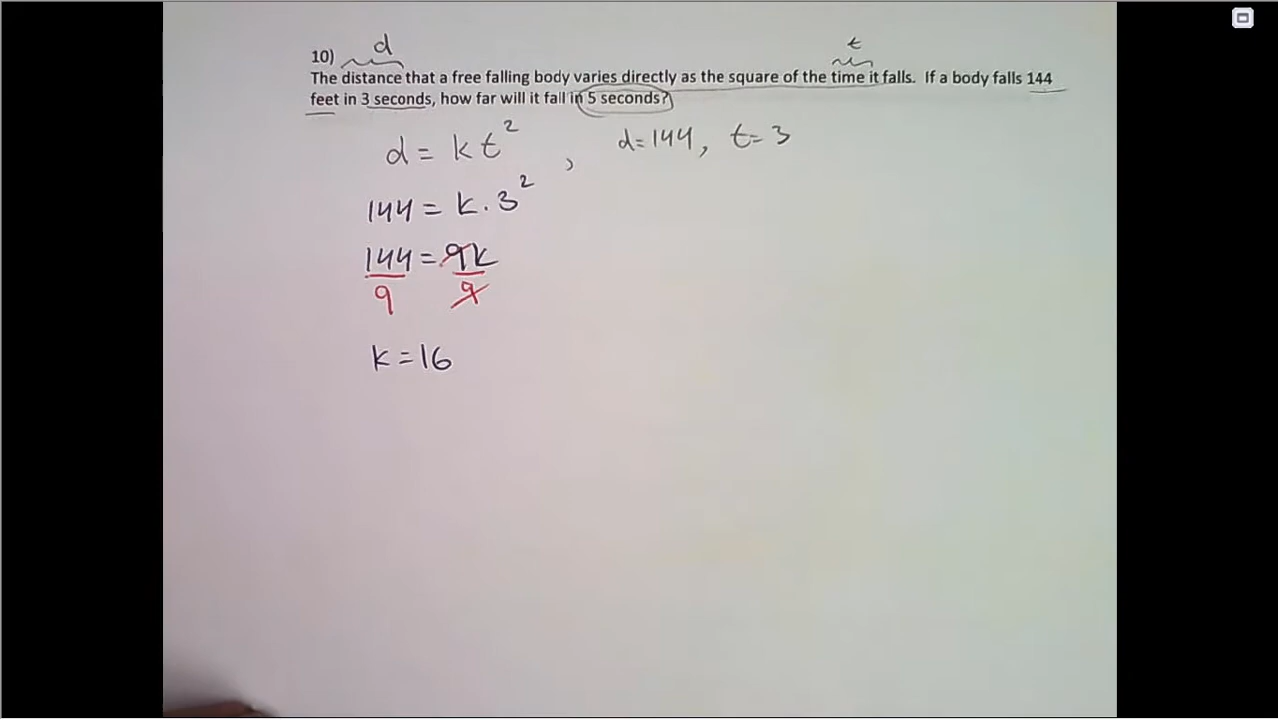 10)
d
t
The distance that a free falling body varies directly as the square of the time it falls. If a body falls 144
feet in 3 seconds, how far will it fall in 5 seconds?
d = kt²  ,  d=144, t=3
144 = k.3²
144 = 9k
9 9
k=16